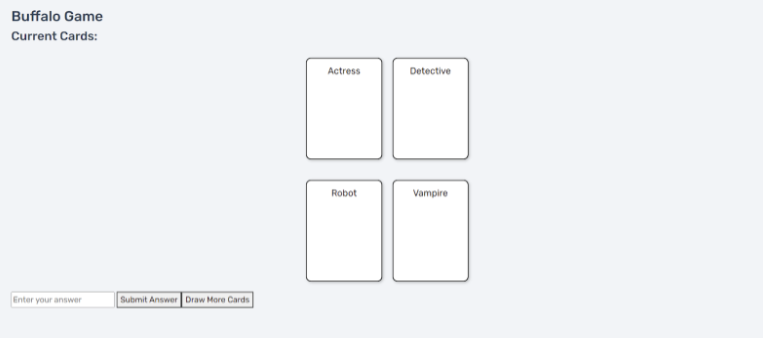 Buffalo Game
Current Cards:
Actress
Detective
Robot
Vampire
Enter your answer
Submit Answer
Draw More Cards